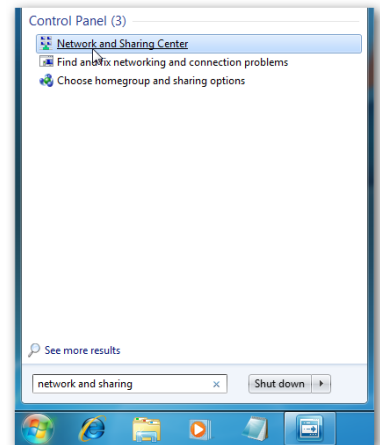 Control Panel (3)
Network and Sharing Center
Find and fix networking and connection problems
Choose homegroup and sharing options
See more results
network and sharing
Shut down